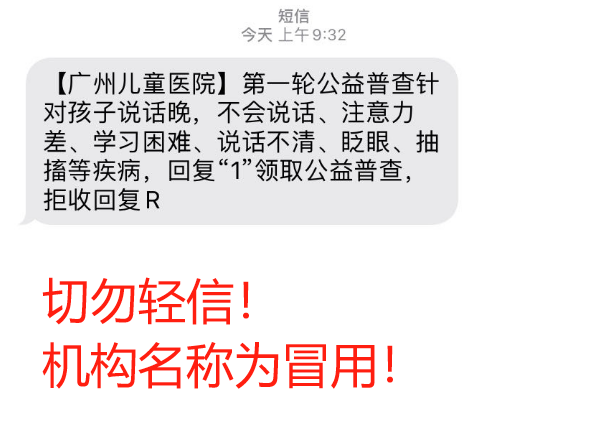 短信
今天 上午9:32
【广州儿童医院】第一轮公益普查针
对孩子说话晚，不会说话、注意力
差、学习困难、说话不清、眨眼、抽
搐等疾病，回复“1”领取公益普查，
拒收回复R
切勿轻信！
机构名称为冒用！